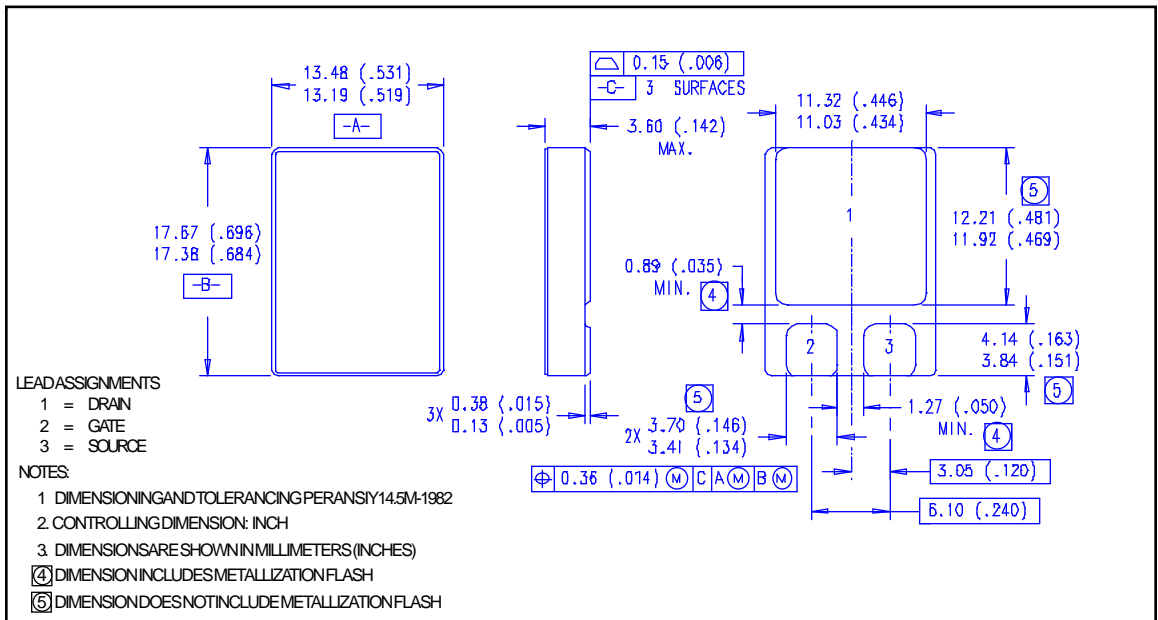 0.15 (.006)
-C- 3 SURFACES
13.48 (.531)
13.19 (.519)
-A-
3.60 (.142)
MAX.
11.32 (.446)
11.03 (.434)
17.67 (.696)
17.38 (.684)
-B-
1
5
12.21 (.481)
11.92 (.469)
0.89 (.035)
MIN. 4
2
3
4.14 (.163)
3.84 (.151)
5
3X 0.38 (.015)
0.13 (.005)
5
2X 3.70 (.146)
3.41 (.134)
1.27 (.050)
MIN. 4
⌖ 0.36 (.014) Ⓜ C A Ⓜ B Ⓜ
3.05 (.120)
6.10 (.240)
LEAD ASSIGNMENTS
1 = DRAIN
2 = GATE
3 = SOURCE
NOTES:
1 DIMENSIONING AND TOLERANCING PER ANSI Y14.5M-1982
2. CONTROLLING DIMENSION: INCH
3. DIMENSIONS ARE SHOWN IN MILLIMETERS (INCHES)
4 DIMENSION INCLUDES METALLIZATION FLASH
5 DIMENSION DOES NOT INCLUDE METALLIZATION FLASH